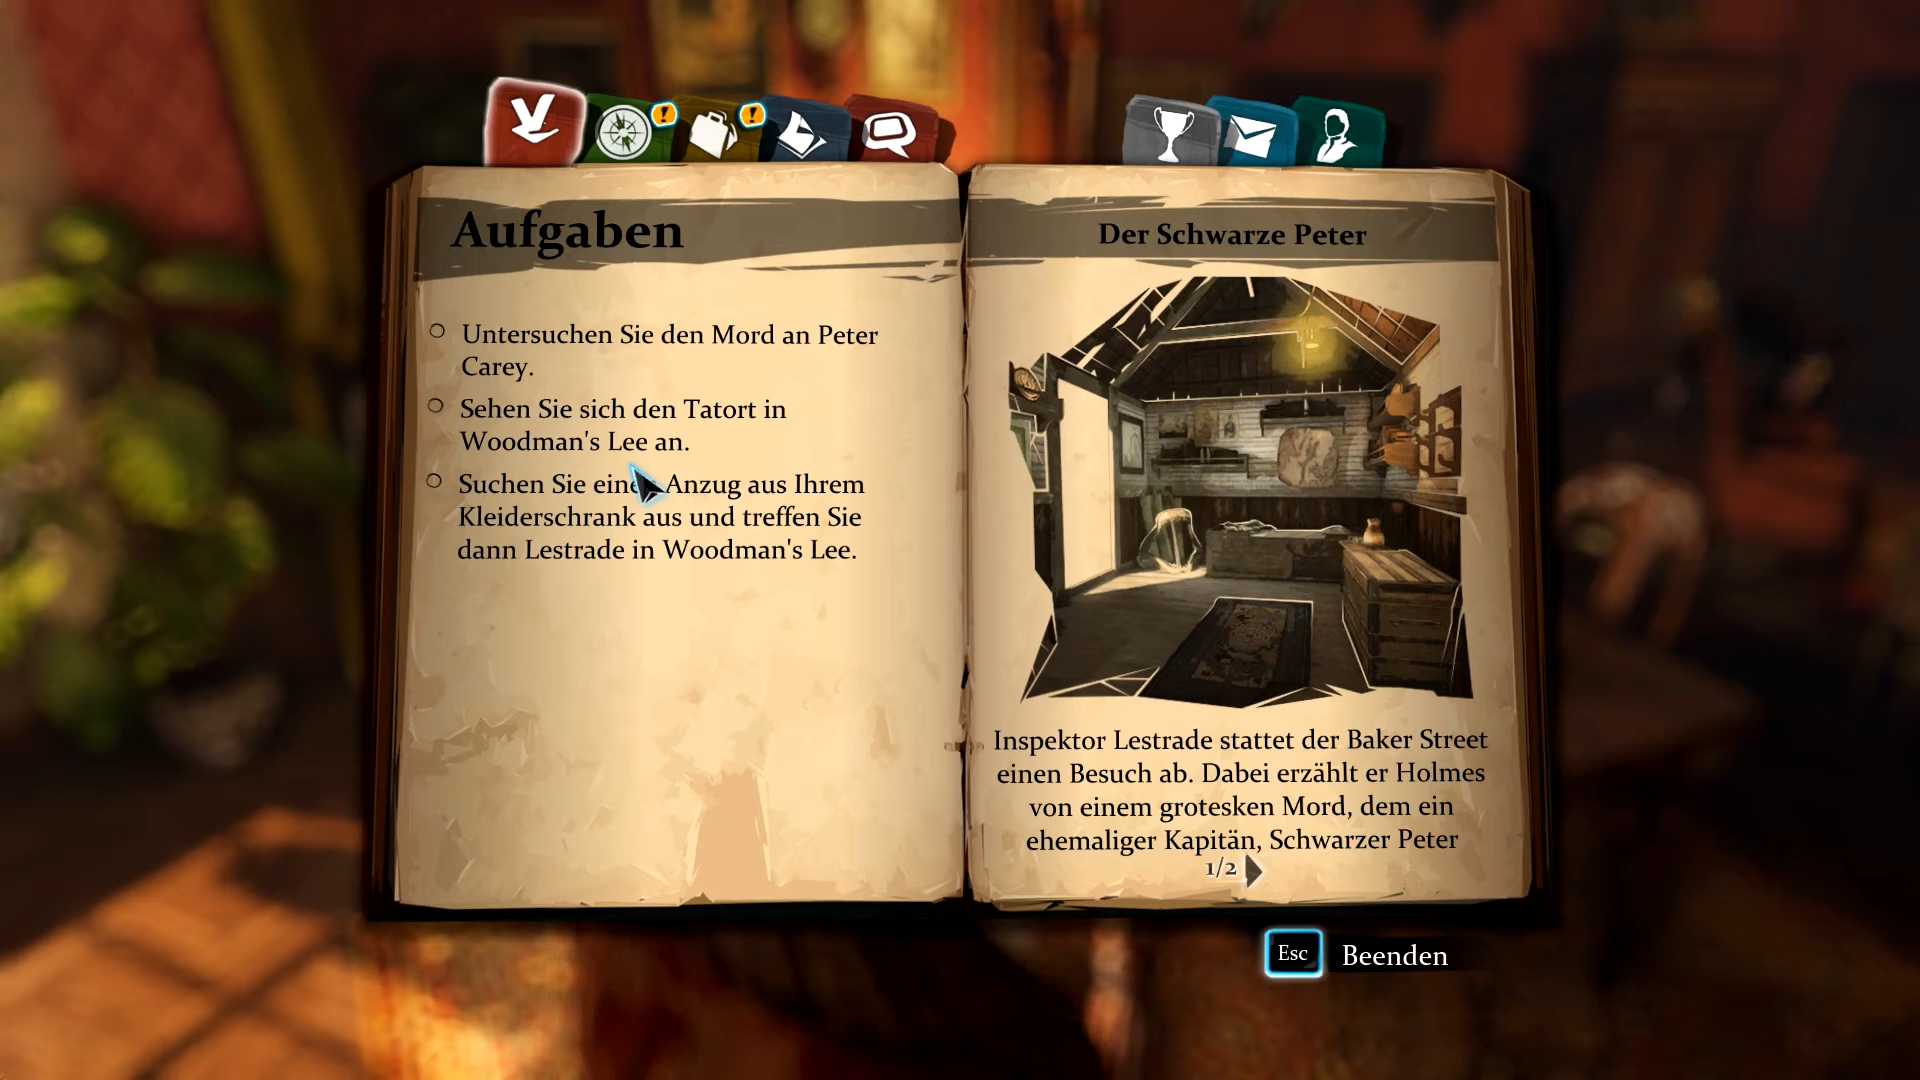 Aufgaben
Untersuchen Sie den Mord an Peter
Carey.
Sehen Sie sich den Tatort in
Woodman's Lee an.
Suchen Sie eine Anzug aus Ihrem
Kleiderschrank aus und treffen Sie
dann Lestrade in Woodman's Lee.
Der Schwarze Peter
Inspektor Lestrade stattet der Baker Street
einen Besuch ab. Dabei erzählt er Holmes
von einem grotesken Mord, dem ein
ehemaliger Kapitän, Schwarzer Peter
1/2
Esc Beenden